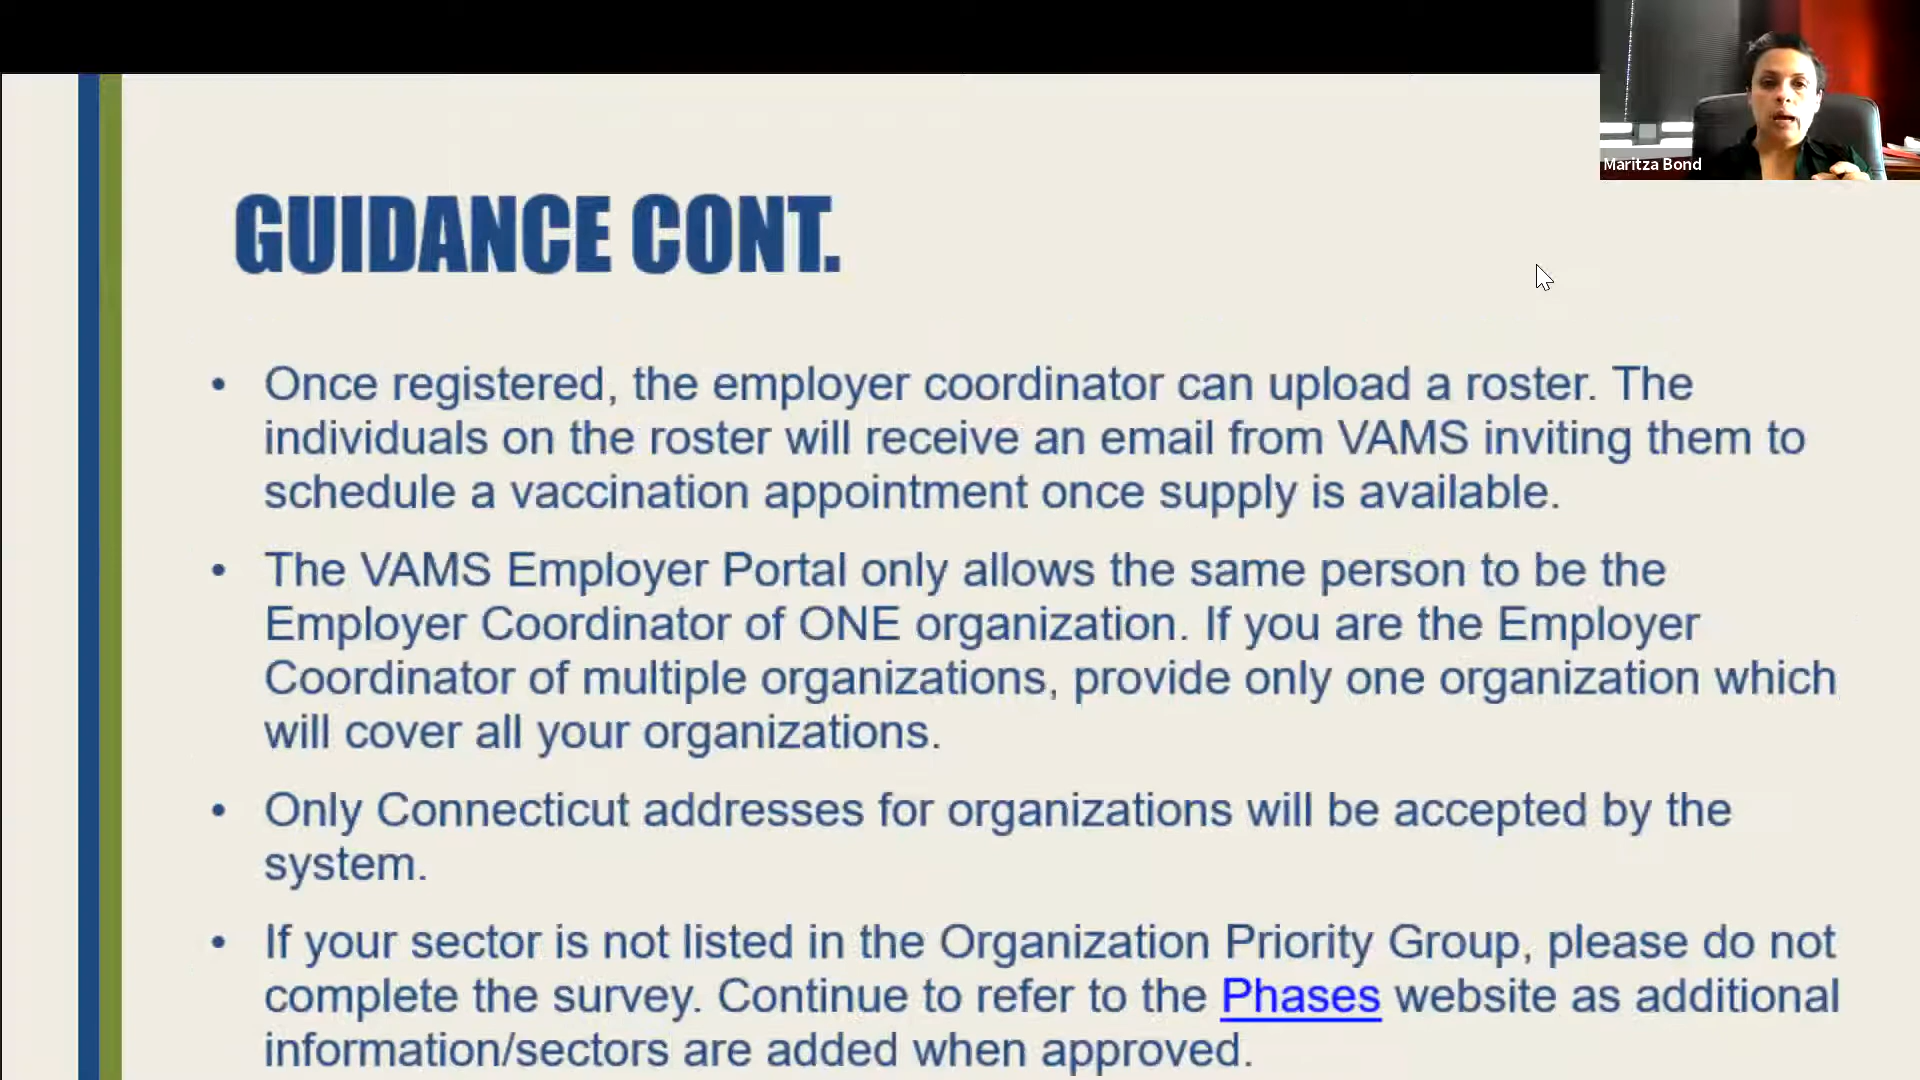 Maritza Bond
GUIDANCE CONT.
• Once registered, the employer coordinator can upload a roster. The
individuals on the roster will receive an email from VAMS inviting them to
schedule a vaccination appointment once supply is available.
• The VAMS Employer Portal only allows the same person to be the
Employer Coordinator of ONE organization. If you are the Employer
Coordinator of multiple organizations, provide only one organization which
will cover all your organizations.
• Only Connecticut addresses for organizations will be accepted by the
system.
• If your sector is not listed in the Organization Priority Group, please do not
complete the survey. Continue to refer to the Phases website as additional
information/sectors are added when approved.